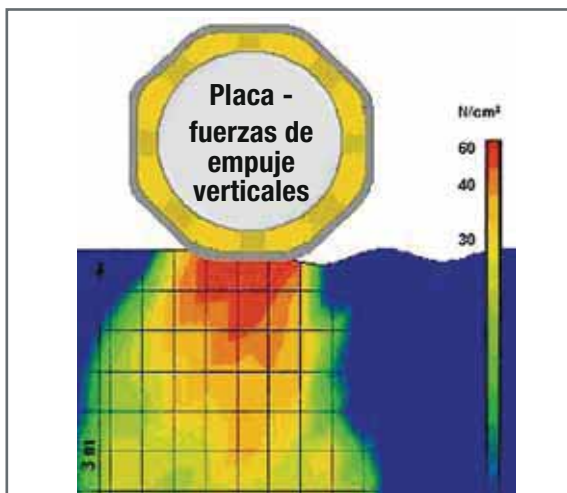 Placa -
fuerzas de
empuje
verticales
N/cm²
60
40
30
3 m